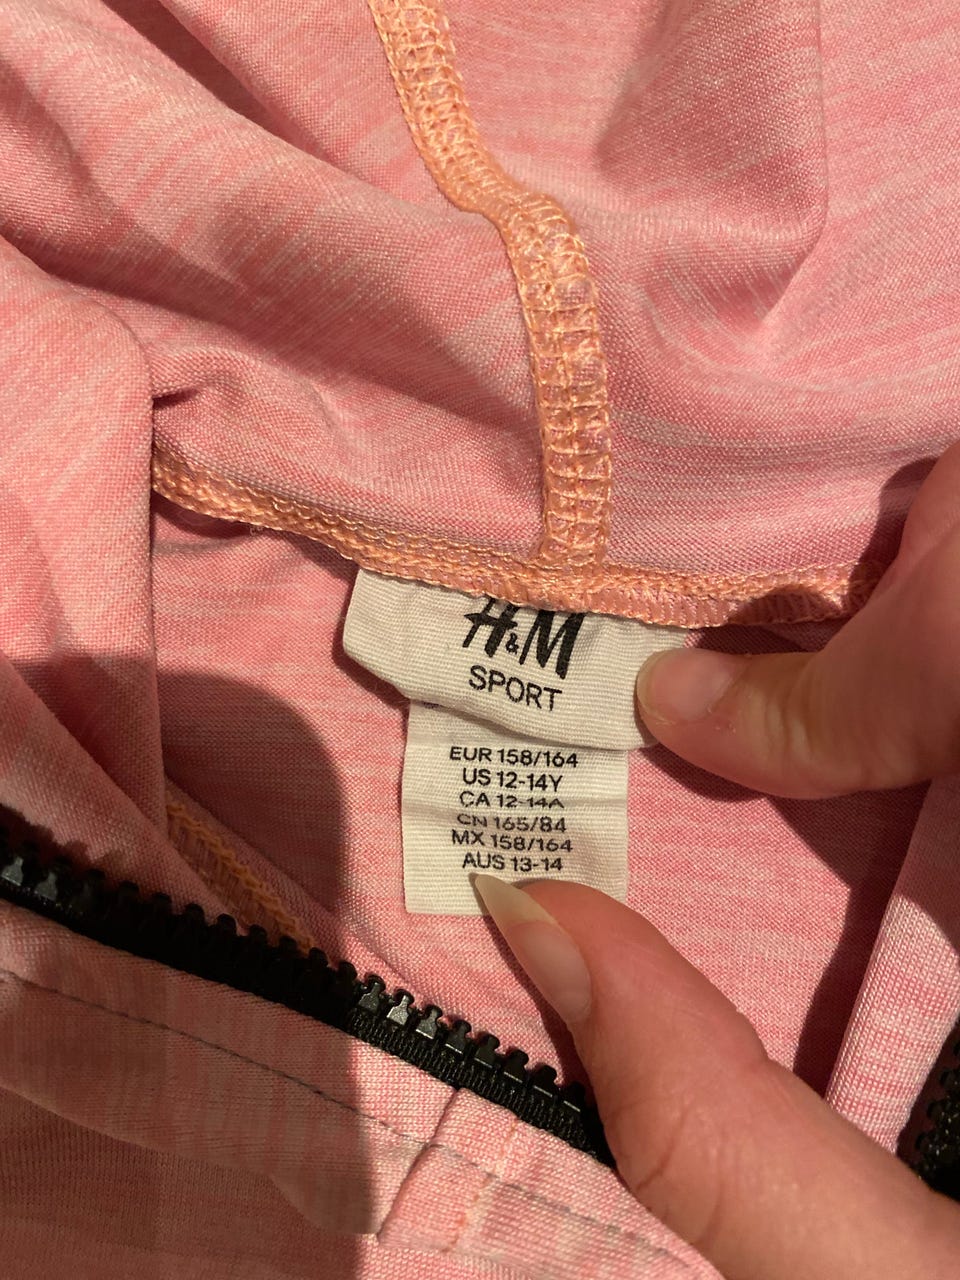 H&M
SPORT
EUR 158/164
US 12-14Y
CA 12-14A
CN 165/84
MX 158/164
AUS 13-14